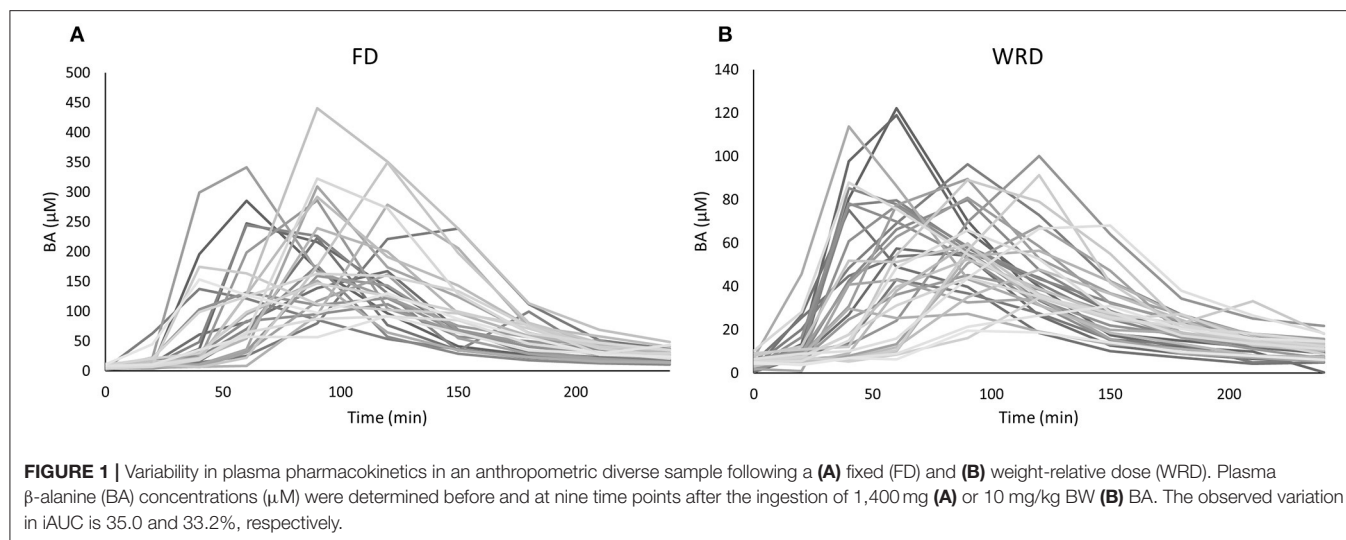 A
FD
500
450
400
350
300
250
200
150
100
50
0
BA (μM)
0 50 100 150 200
Time (min)
B
WRD
140
120
100
80
60
40
20
0
BA (μM)
0 50 100 150 200
Time (min)
FIGURE 1 | Variability in plasma pharmacokinetics in an anthropometric diverse sample following a (A) fixed (FD) and (B) weight-relative dose (WRD). Plasma
β-alanine (BA) concentrations (μM) were determined before and at nine time points after the ingestion of 1,400 mg (A) or 10 mg/kg BW (B) BA. The observed variation
in iAUC is 35.0 and 33.2%, respectively.